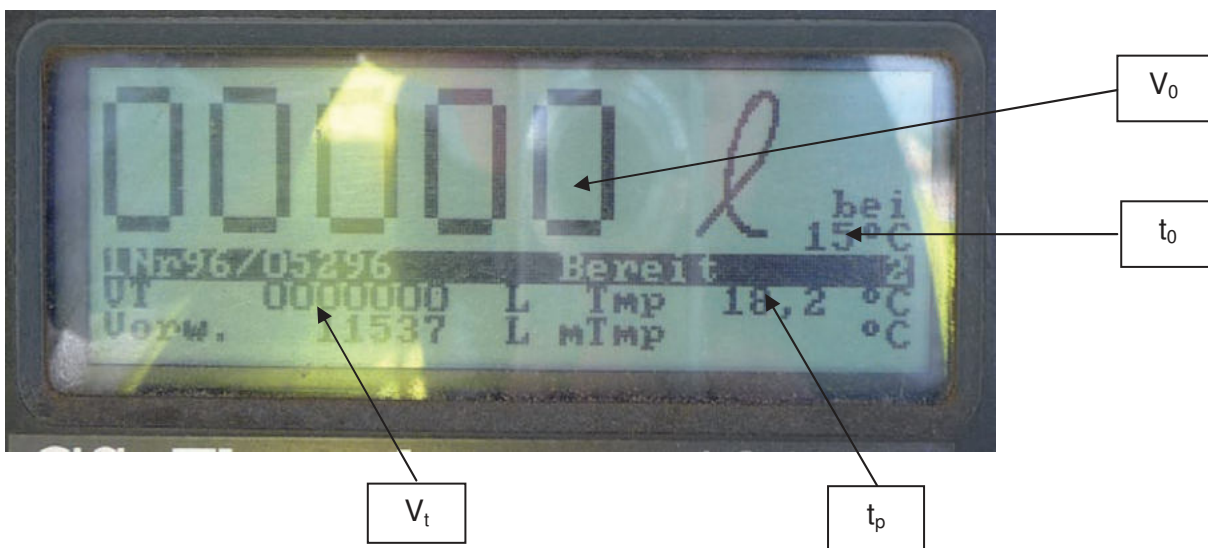 00000 ℓ
bei
15°C
1Nr96/05296 Bereit 2
VT 0000000 L Tmp 18,2 °C
Vorw. 11537 L mTmp °C
V₀
t₀
Vₜ
tₚ